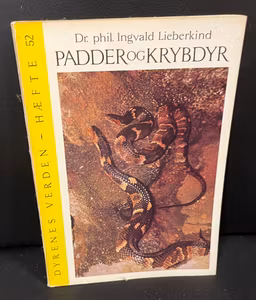 Dr. phil. Ingvald Lieberkind
PADDER OG KRYBDYR
DYRENES VERDEN – HÆFTE 52